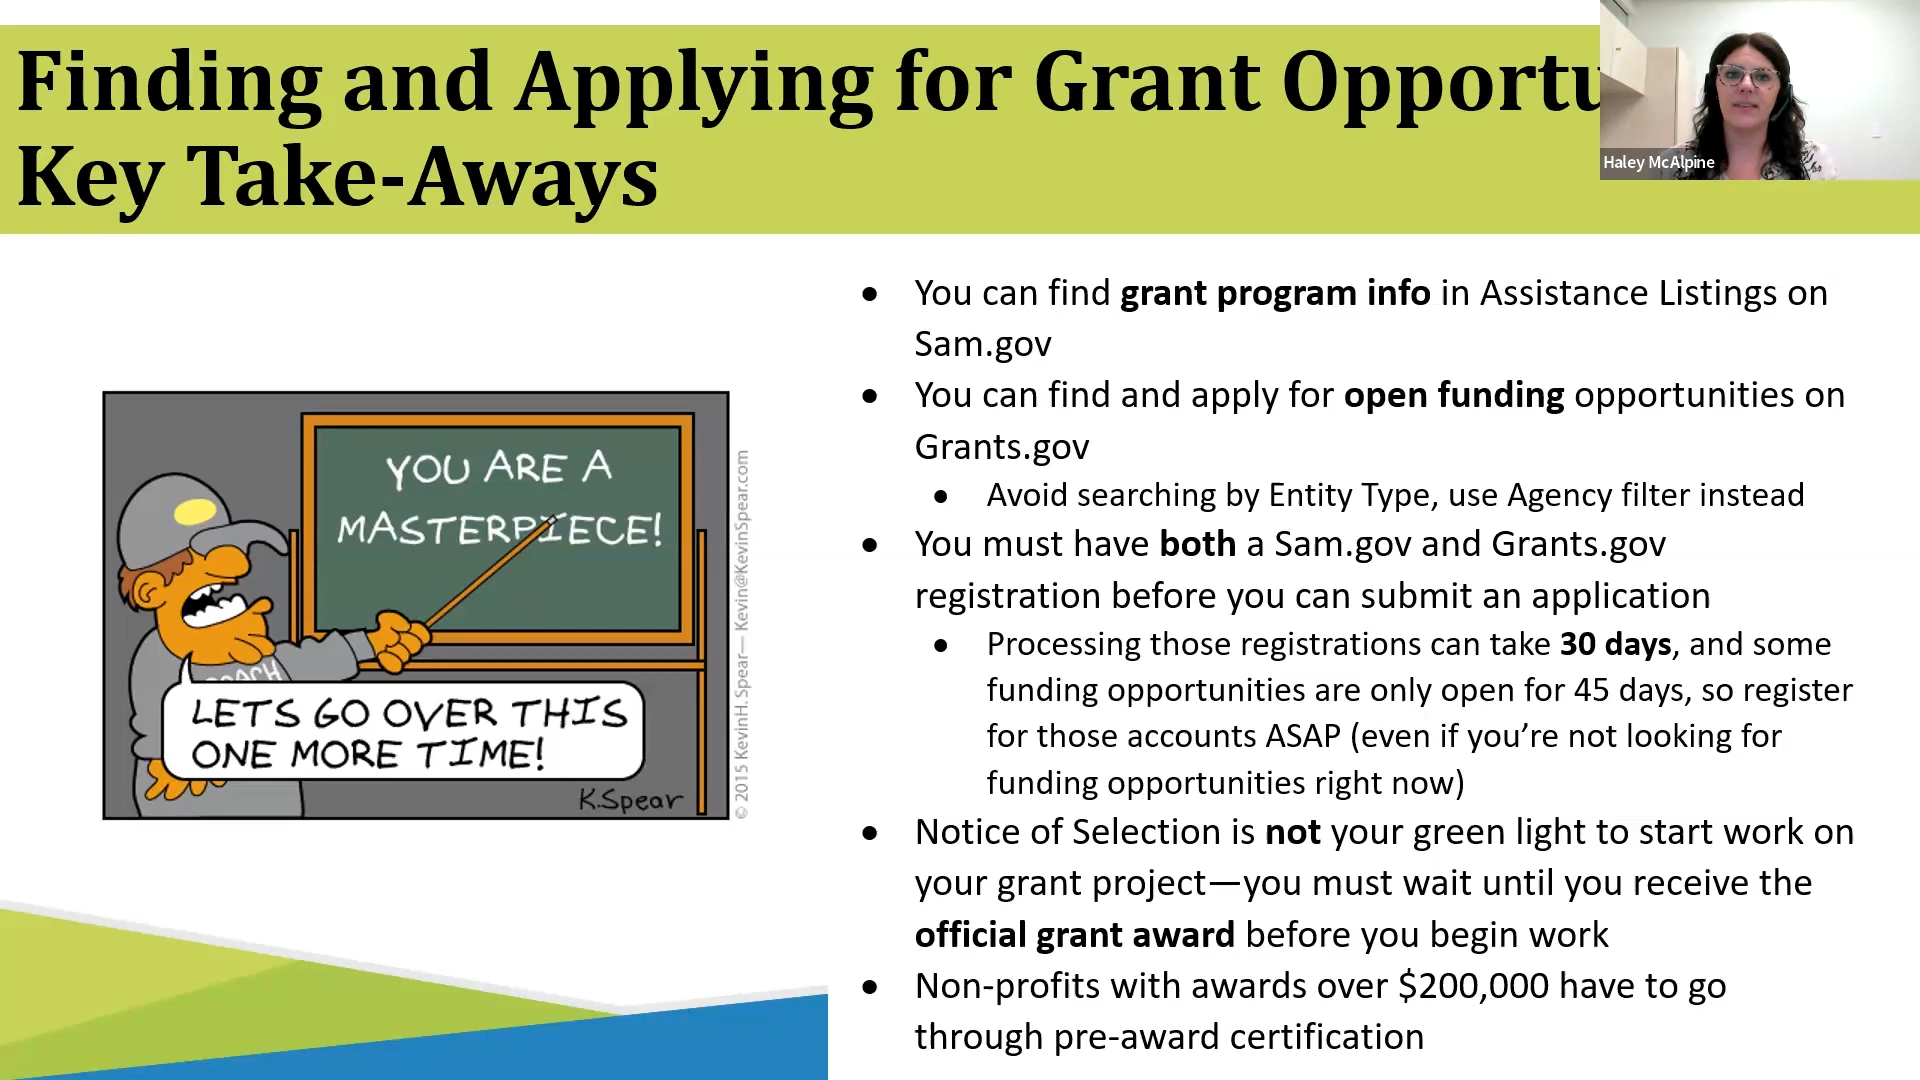 Finding and Applying for Grant Opportu
Key Take-Aways
Haley McAlpine
• You can find grant program info in Assistance Listings on
Sam.gov
• You can find and apply for open funding opportunities on
Grants.gov
• Avoid searching by Entity Type, use Agency filter instead
• You must have both a Sam.gov and Grants.gov
registration before you can submit an application
• Processing those registrations can take 30 days, and some
funding opportunities are only open for 45 days, so register
for those accounts ASAP (even if you’re not looking for
funding opportunities right now)
• Notice of Selection is not your green light to start work on
your grant project—you must wait until you receive the
official grant award before you begin work
• Non-profits with awards over $200,000 have to go
through pre-award certification
YOU ARE A
MASTERPIECE!
OACH
LETS GO OVER THIS
ONE MORE TIME!
K.Spear
© 2015 KevinH. Spear— Kevin@KevinSpear.com